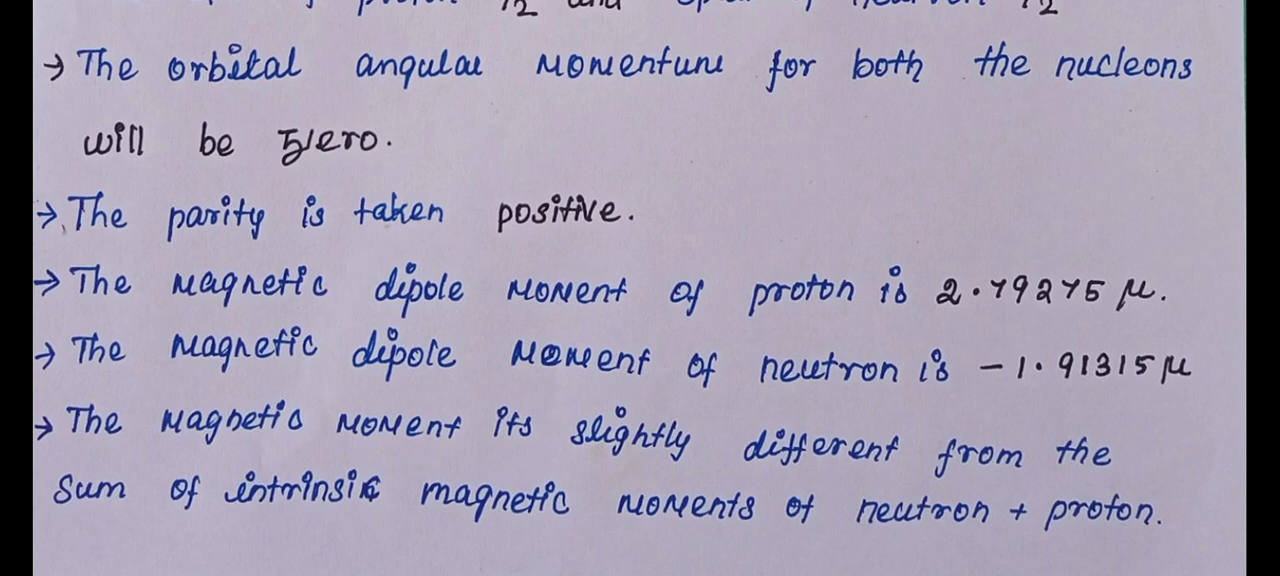 → The orbital angular momentum for both the nucleons
will be zero.
→ The parity is taken positive.
→ The magnetic dipole moment of proton is 2.79275 μ.
→ The magnetic dipole moment of neutron is -1.91315 μ
→ The magnetic moment its slightly different from the
Sum of intrinsic magnetic moments of neutron + proton.